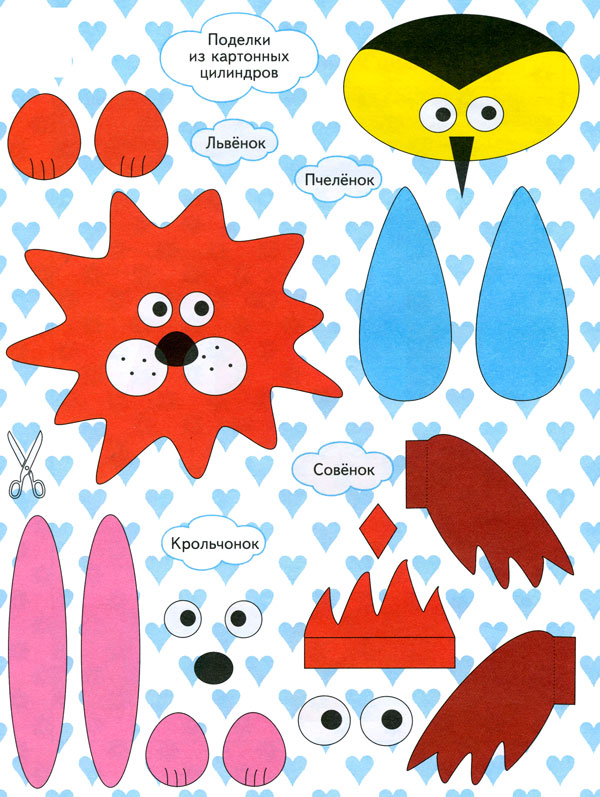 Поделки
из картонных
цилиндров
Львёнок
Пчелёнок
Совёнок
Крольчонок